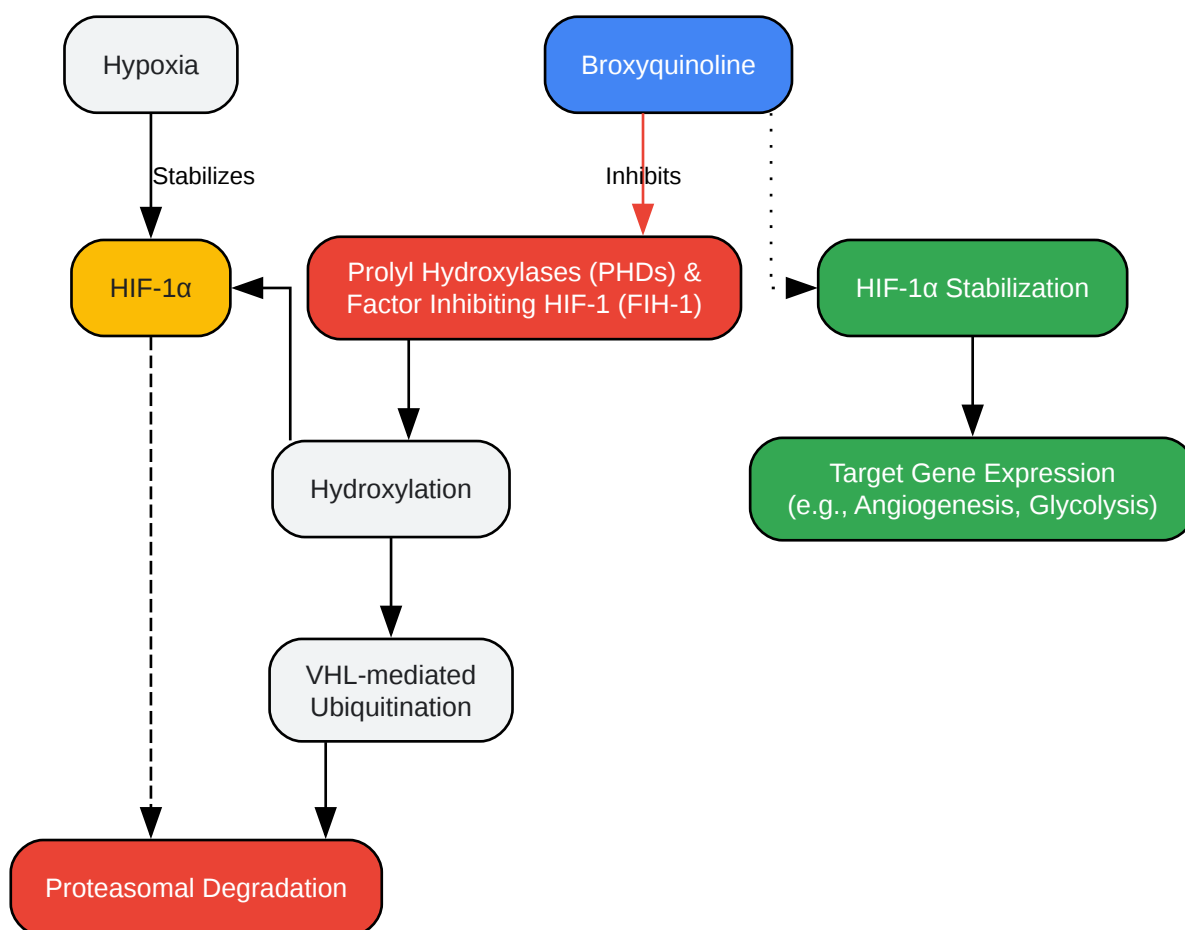 Hypoxia
Broxyquinoline
Stabilizes
Inhibits
HIF-1α
Prolyl Hydroxylases (PHDs) &
Factor Inhibiting HIF-1 (FIH-1)
HIF-1α Stabilization
Hydroxylation
Target Gene Expression
(e.g., Angiogenesis, Glycolysis)
VHL-mediated
Ubiquitination
Proteasomal Degradation